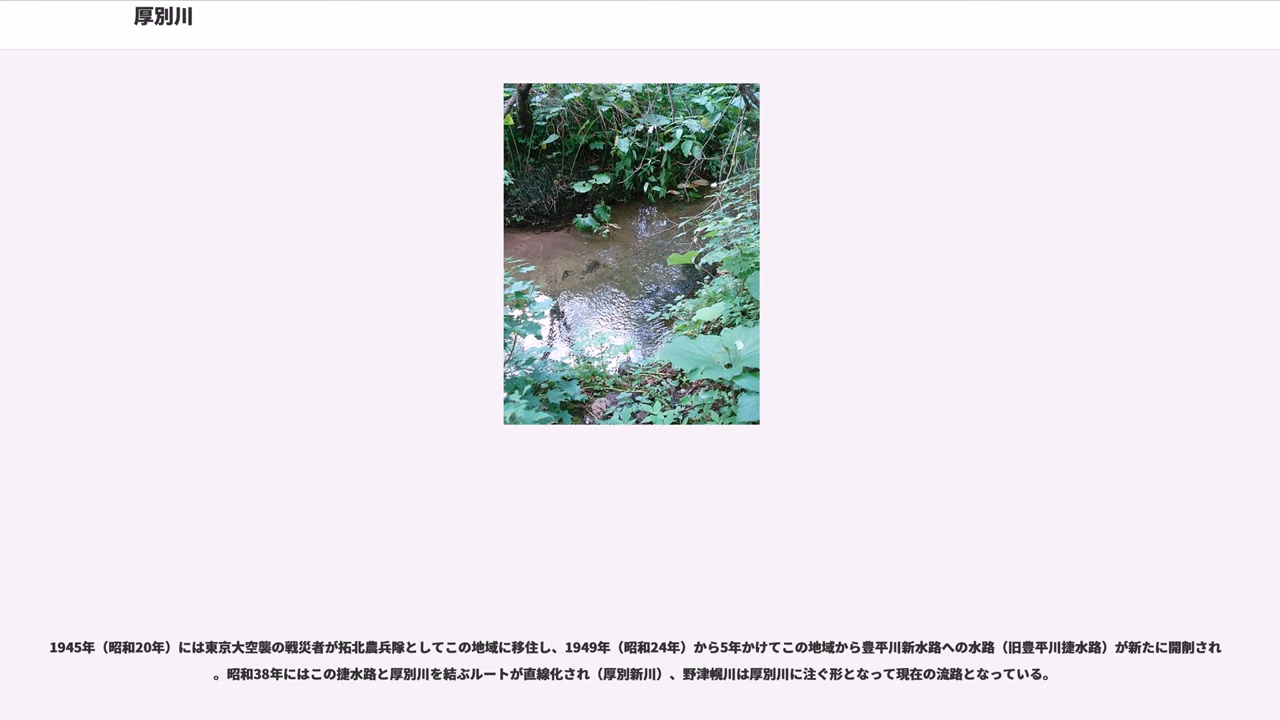 厚別川
1945年（昭和20年）には東京大空襲の戦災者が拓北農兵隊としてこの地域に移住し、1949年（昭和24年）から5年かけてこの地域から豊平川新水路への水路（旧豊平川捷水路）が新たに開削され
。昭和38年にはこの捷水路と厚別川を結ぶルートが直線化され（厚別新川）、野津幌川は厚別川に注ぐ形となって現在の流路となっている。